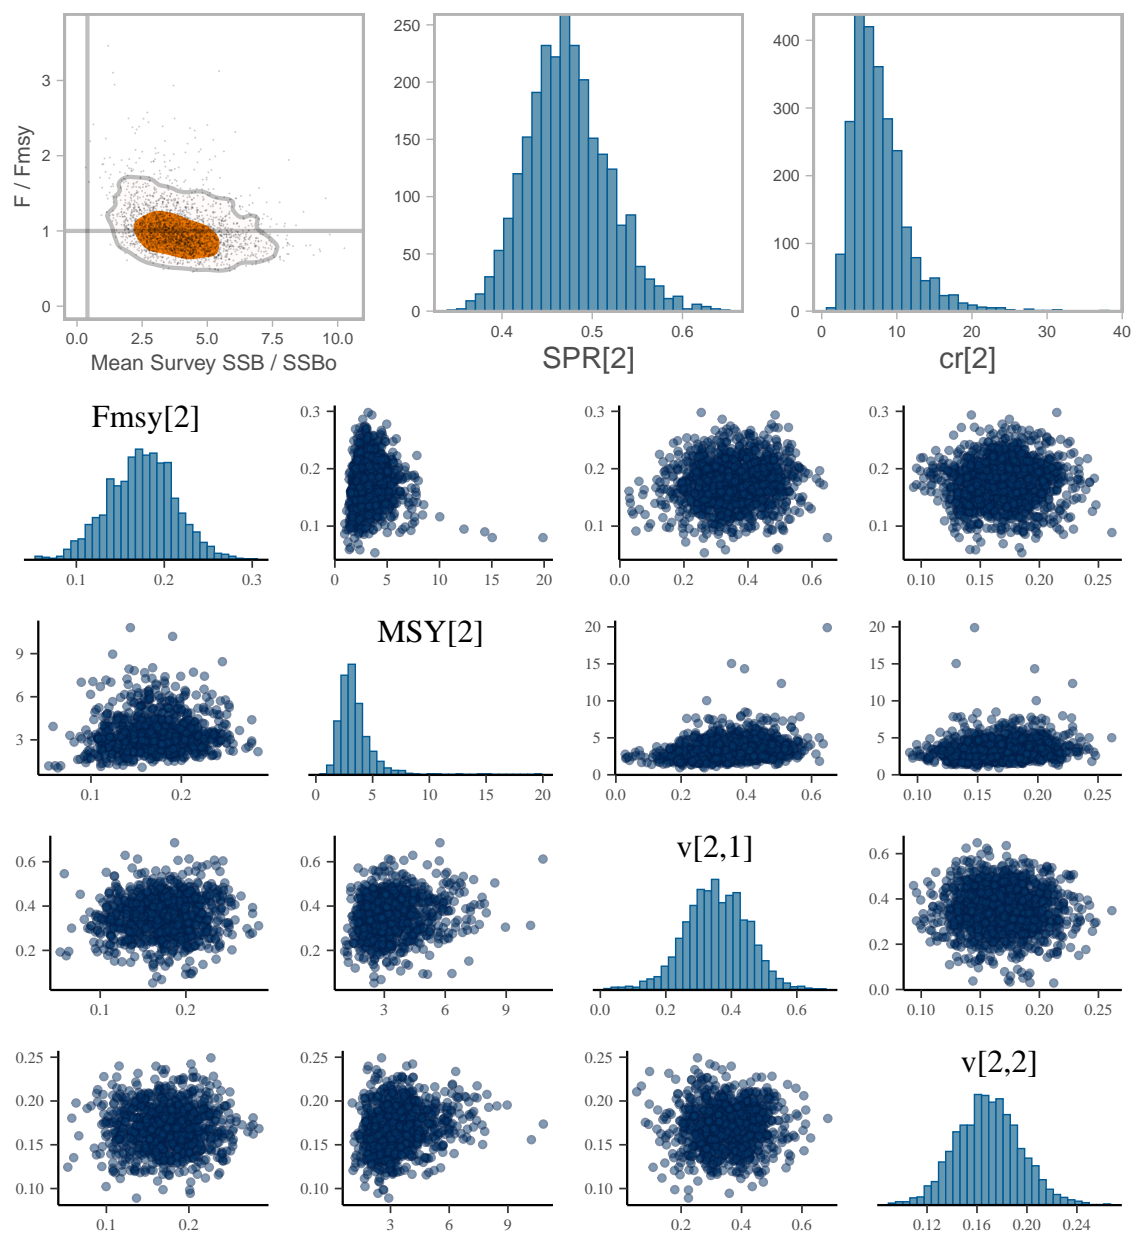 3
2
1
0
F / Fmsy
0.0 2.5 5.0 7.5 10.0
Mean Survey SSB / SSBo
250
200
150
100
50
0
0.4 0.5 0.6
SPR[2]
400
300
200
100
0
0 10 20 30 40
cr[2]
Fmsy[2]
0.1 0.2 0.3
0.3
0.2
0.1
0 5 10 15 20
0.3
0.2
0.1
0.0 0.2 0.4 0.6
0.3
0.2
0.1
0.10 0.15 0.20 0.25
9
6
3
0.1 0.2
MSY[2]
0 5 10 15 20
20
15
10
5
0
0.0 0.2 0.4 0.6
20
15
10
5
0
0.10 0.15 0.20 0.25
0.6
0.4
0.2
0.1 0.2
0.6
0.4
0.2
3 6 9
v[2,1]
0.0 0.2 0.4 0.6
0.6
0.4
0.2
0.0
0.10 0.15 0.20 0.25
0.25
0.20
0.15
0.10
0.1 0.2
0.25
0.20
0.15
0.10
3 6 9
0.25
0.20
0.15
0.10
0.2 0.4 0.6
v[2,2]
0.12 0.16 0.20 0.24